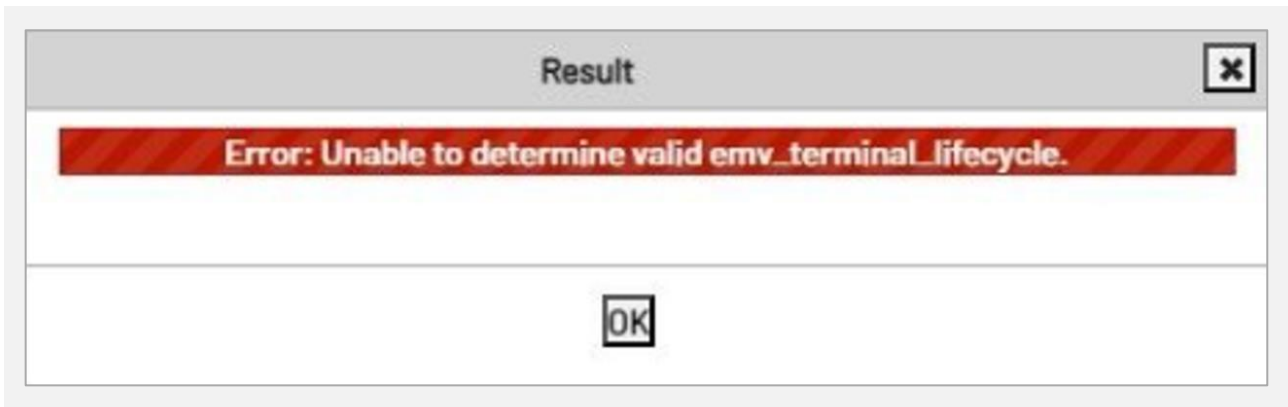 Result
Error: Unable to determine valid emv_terminal_lifecycle.
OK